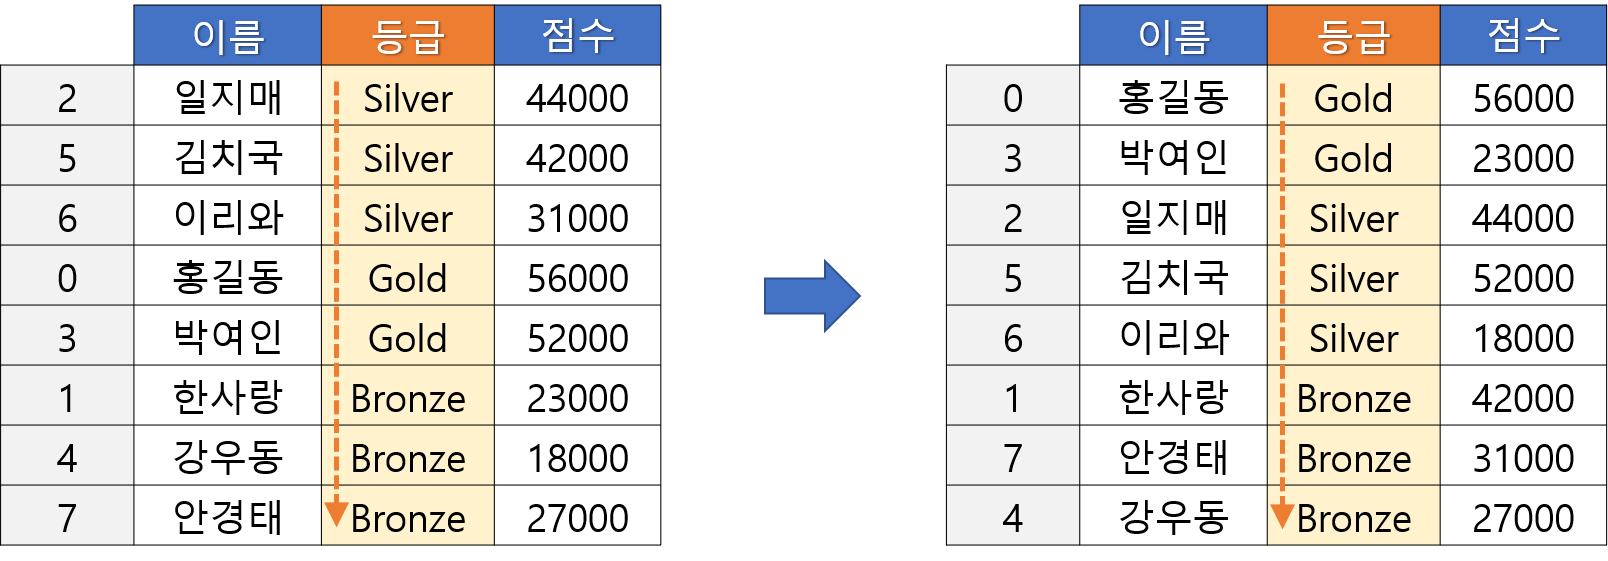 이름 등급 점수
2 일지매 Silver 44000
5 김치국 Silver 42000
6 이리와 Silver 31000
0 홍길동 Gold 56000
3 박여인 Gold 52000
1 한사랑 Bronze 23000
4 강우동 Bronze 18000
7 안경태 Bronze 27000
이름 등급 점수
0 홍길동 Gold 56000
3 박여인 Gold 23000
2 일지매 Silver 44000
5 김치국 Silver 52000
6 이리와 Silver 18000
1 한사랑 Bronze 42000
7 안경태 Bronze 31000
4 강우동 Bronze 27000